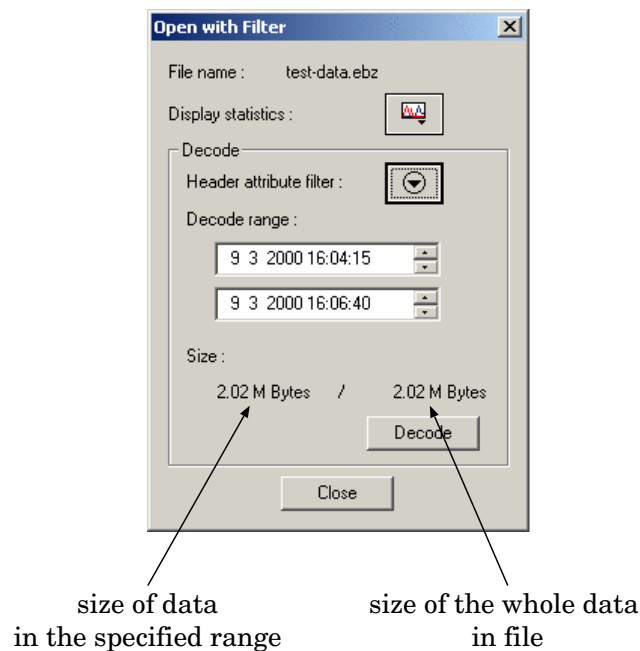 Open with Filter
File name : test-data.ebz
Display statistics :
Decode
Header attribute filter :
Decode range :
9 3 2000 16:04:15
9 3 2000 16:06:40
Size :
2.02 M Bytes / 2.02 M Bytes
Decode
Close
size of data
in the specified range
size of the whole data
in file